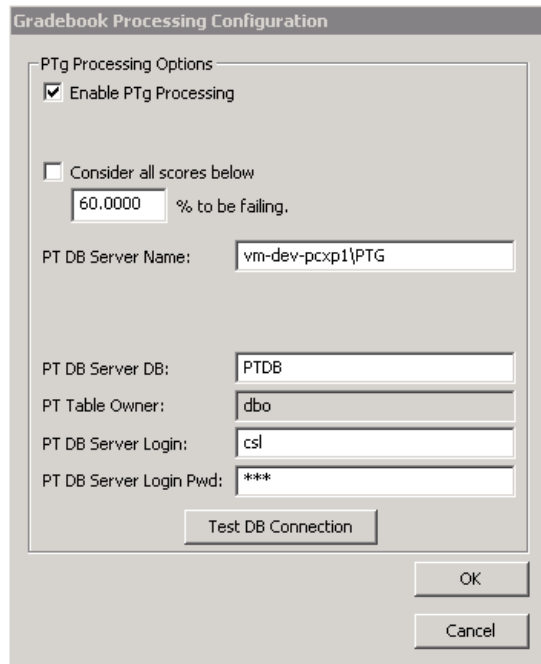 Gradebook Processing Configuration
PTg Processing Options
Enable PTg Processing
Consider all scores below
60.0000 % to be failing.
PT DB Server Name: vm-dev-pcxp1\PTG
PT DB Server DB: PTDB
PT Table Owner: dbo
PT DB Server Login: csl
PT DB Server Login Pwd: ***
Test DB Connection
OK
Cancel